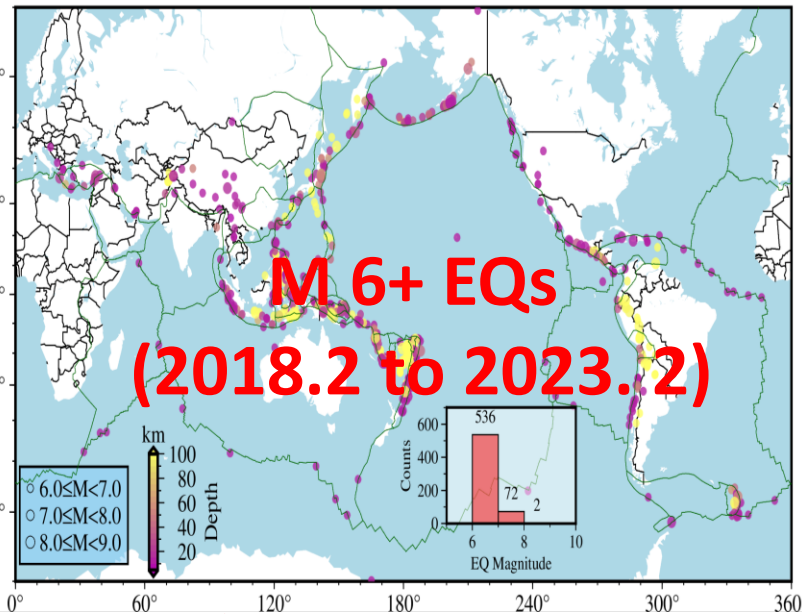 M 6+ EQs
(2018.2 to 2023. 2)
km
100
80
60
40
20
Depth
6.0≤M<7.0
7.0≤M<8.0
8.0≤M<9.0
600
400
200
0
Counts
536
72
2
6
8
10
EQ Magnitude
0°
60°
120°
180°
240°
300°
360